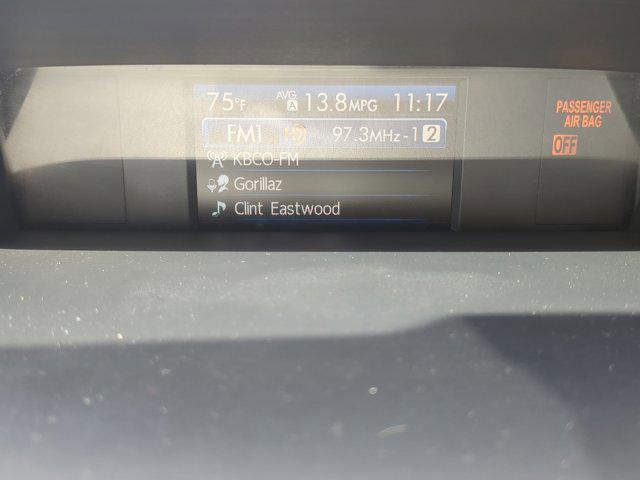 75°F AVG. A 13.8MPG 11:17
FM1 97.3MHz-1 2
KBCO-FM
Gorillaz
Clint Eastwood
PASSENGER
AIR BAG
OFF